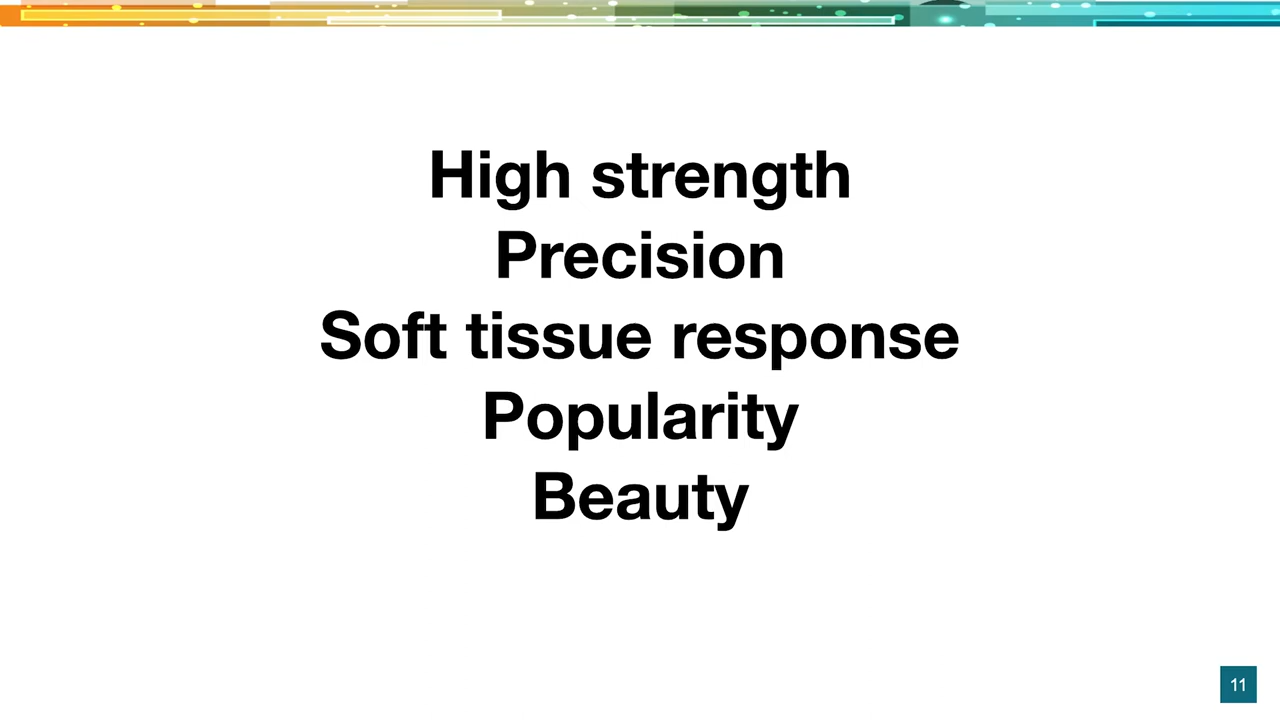 High strength
Precision
Soft tissue response
Popularity
Beauty
11